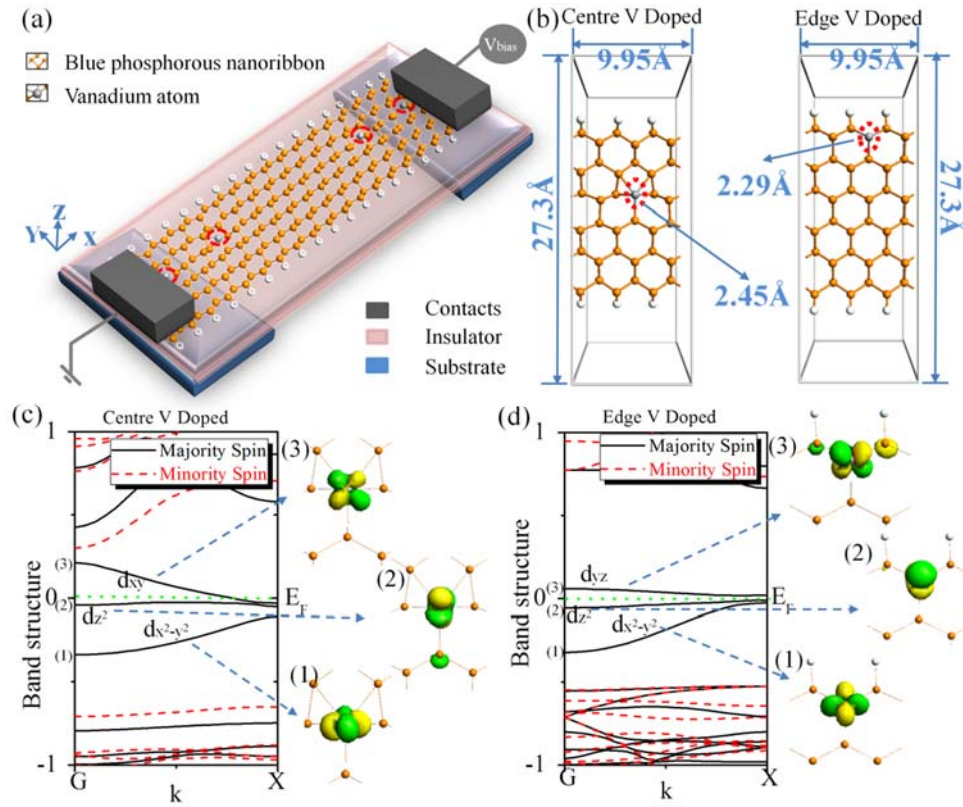 (a)
Blue phosphorous nanoribbon
Vanadium atom
Vbias
Z
Y
X
Contacts
Insulator
Substrate
(b)
Centre V Doped
Edge V Doped
9.95Å
9.95Å
27.3Å
2.29Å
2.45Å
27.3Å
(c)
Centre V Doped
1
Majority Spin
Minority Spin
(3)
(3)
dxy
0
(2)
EF
(2)
dz²
dx²-y²
(1)
(1)
-1
G
k
X
Band structure
(d)
Edge V Doped
1
Majority Spin
Minority Spin
(3)
(3)
dyz
0
(2)
EF
(2)
dz²
dx²-y²
(1)
(1)
-1
G
k
X
Band structure